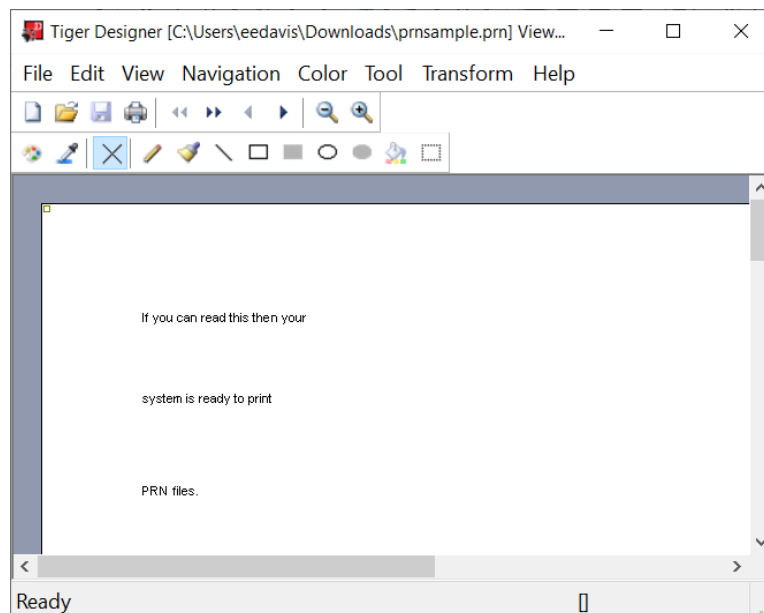 Tiger Designer [C:\Users\eedavis\Downloads\prnsample.prn] View...
File Edit View Navigation Color Tool Transform Help
If you can read this then your
system is ready to print
PRN files.
Ready []